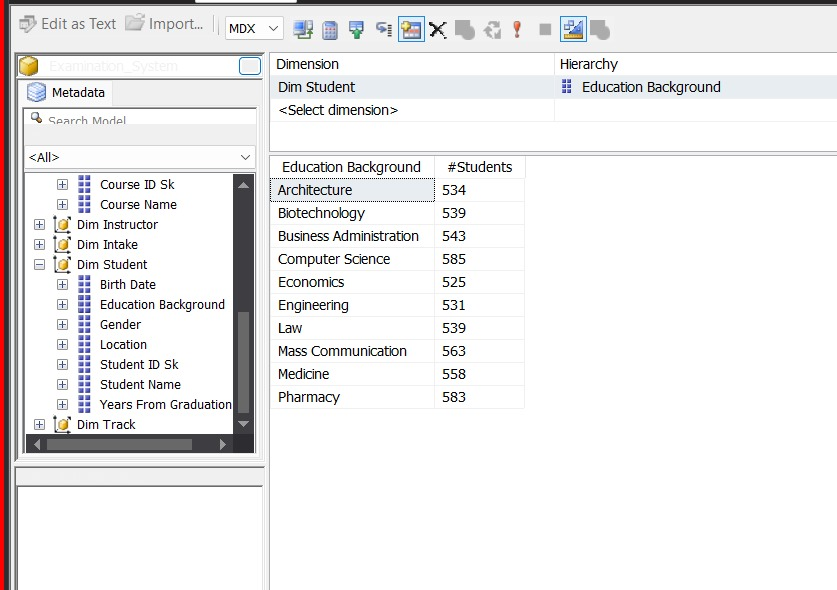 Edit as Text Import... MDX
Examination_System
Metadata
Search Model
<All>
Course ID Sk
Course Name
Dim Instructor
Dim Intake
Dim Student
Birth Date
Education Background
Gender
Location
Student ID Sk
Student Name
Years From Graduation
Dim Track
Dimension Hierarchy
Dim Student Education Background
<Select dimension>
Education Background #Students
Architecture 534
Biotechnology 539
Business Administration 543
Computer Science 585
Economics 525
Engineering 531
Law 539
Mass Communication 563
Medicine 558
Pharmacy 583